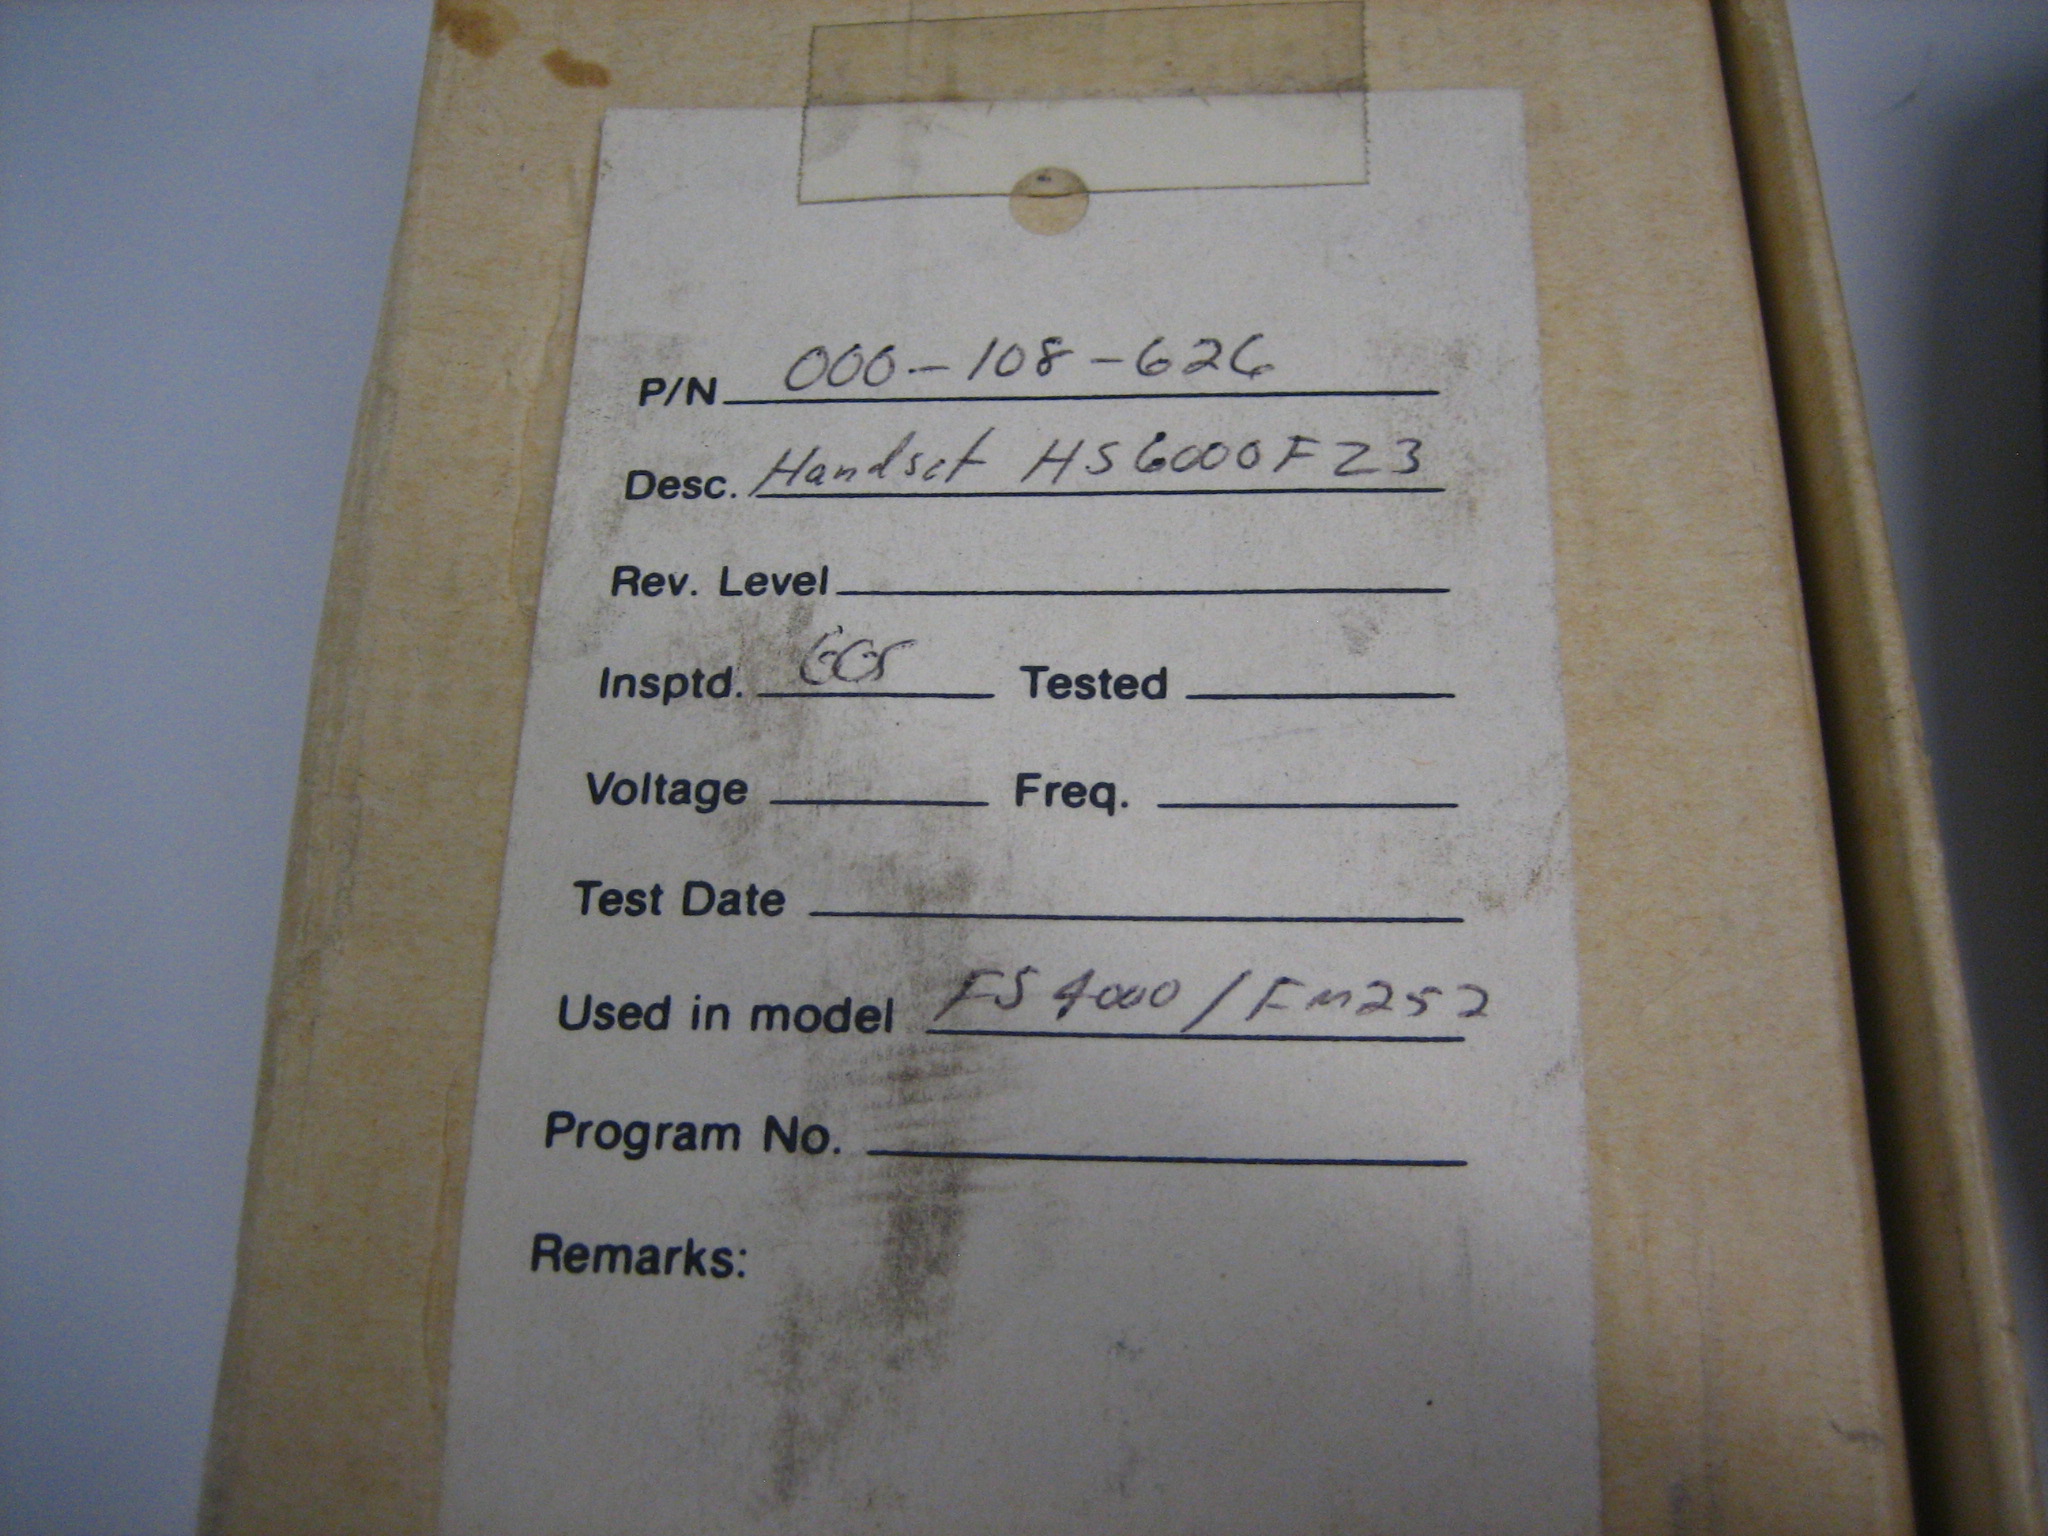 P/N 000-108-626
Desc. Handset HS6000FZ3
Rev. Level
Insptd. Tested
Voltage Freq.
Test Date
Used in model FS4000/FM252
Program No.
Remarks: